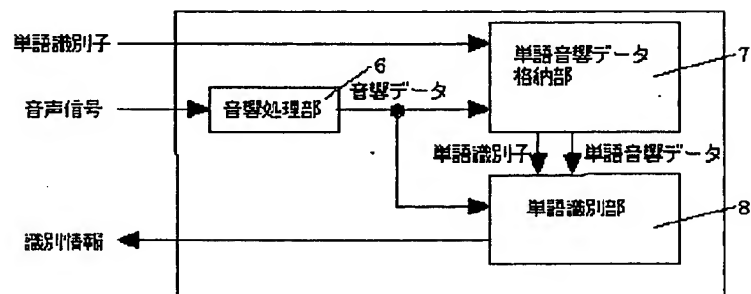 単語識別子
音声信号
識別情報
音響処理部
6
音響データ
単語音響データ
格納部
7
単語識別子
単語音響データ
単語識別部
8